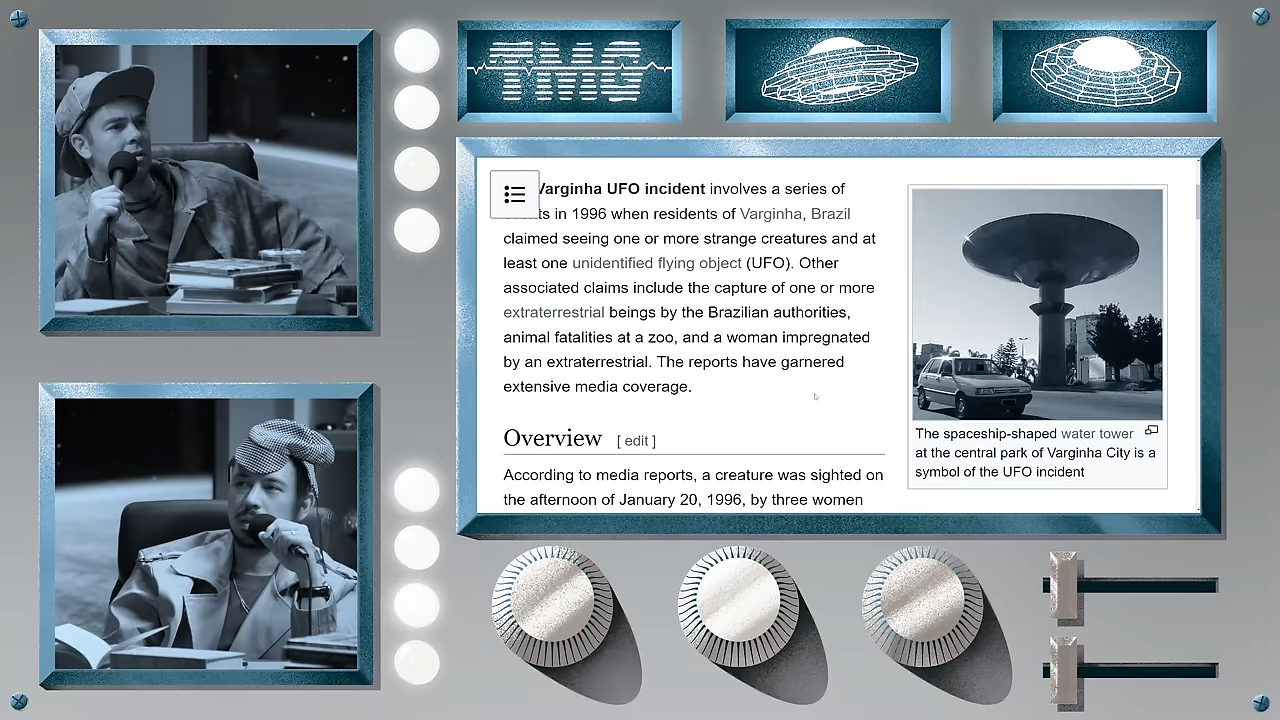 TMG
Varginha UFO incident involves a series of
in 1996 when residents of Varginha, Brazil
claimed seeing one or more strange creatures and at
least one unidentified flying object (UFO). Other
associated claims include the capture of one or more
extraterrestrial beings by the Brazilian authorities,
animal fatalities at a zoo, and a woman impregnated
by an extraterrestrial. The reports have garnered
extensive media coverage.
Overview [ edit ]
According to media reports, a creature was sighted on
the afternoon of January 20, 1996, by three women
The spaceship-shaped water tower
at the central park of Varginha City is a
symbol of the UFO incident